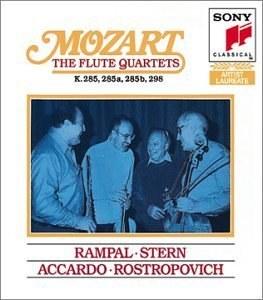 MOZART
THE FLUTE QUARTETS
K. 285, 285a, 285b, 298
SONY
CLASSICAL
ARTIST
LAUREATE
RAMPAL · STERN
ACCARDO · ROSTROPOVICH